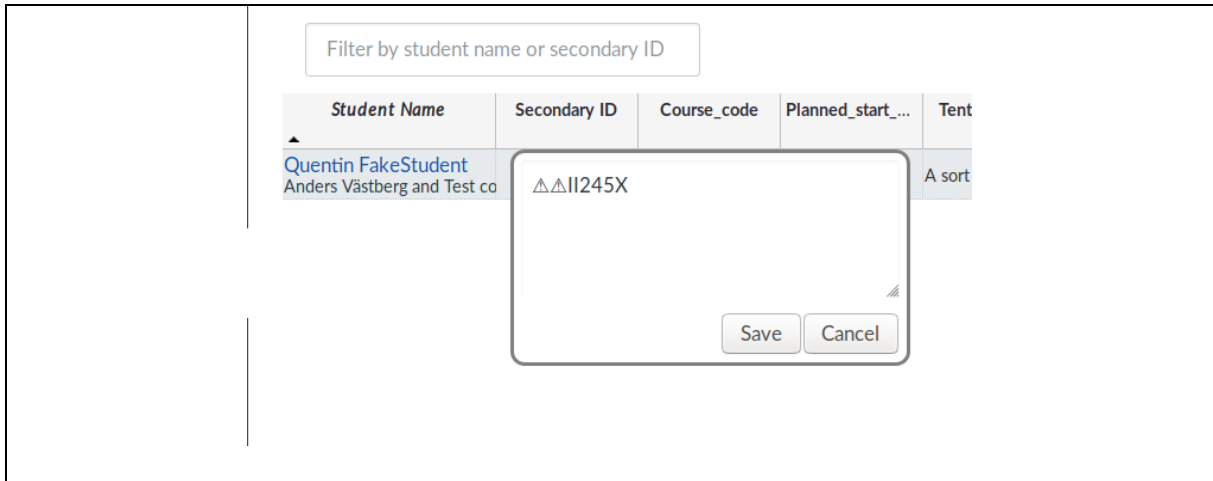 Filter by student name or secondary ID
Student Name Secondary ID Course_code Planned_start_... Tent
Quentin FakeStudent
Anders Västberg and Test co
A sort
⚠⚠II245X
Save Cancel